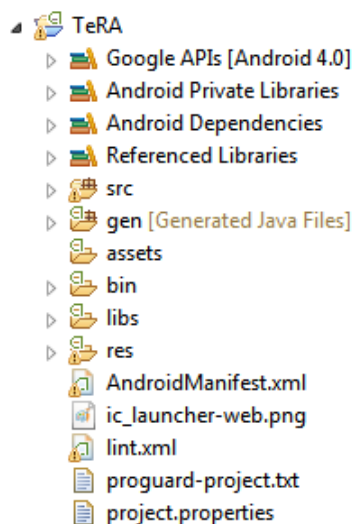 TeRA
Google APIs [Android 4.0]
Android Private Libraries
Android Dependencies
Referenced Libraries
src
gen [Generated Java Files]
assets
bin
libs
res
AndroidManifest.xml
ic_launcher-web.png
lint.xml
proguard-project.txt
project.properties